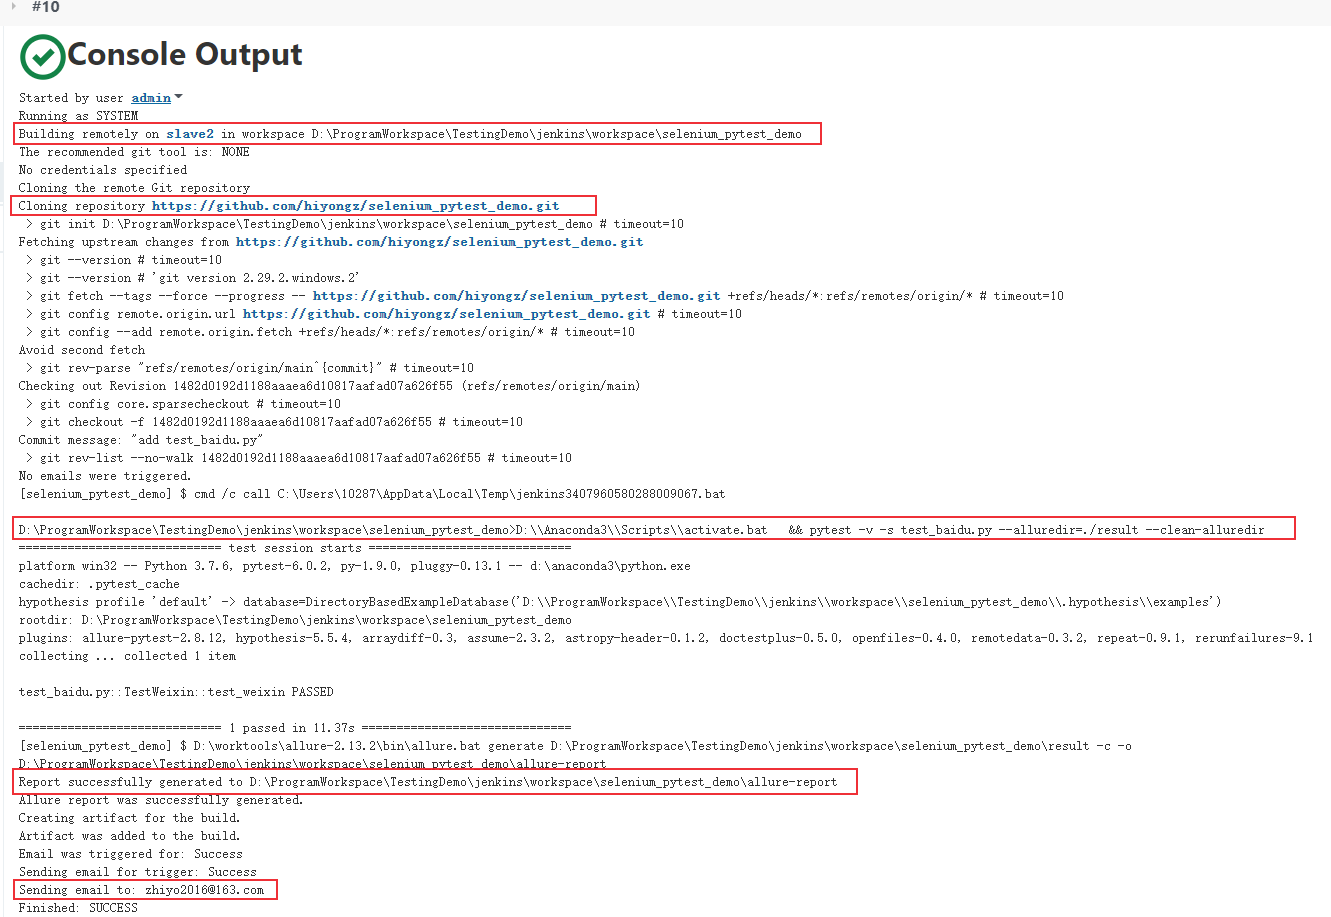 #10
Console Output
Started by user admin
Running as SYSTEM
Building remotely on slave2 in workspace D:\ProgramWorkspace\TestingDemo\jenkins\workspace\selenium_pytest_demo
The recommended git tool is: NONE
No credentials specified
Cloning the remote Git repository
Cloning repository https://github.com/hiyongz/selenium_pytest_demo.git
 > git init D:\ProgramWorkspace\TestingDemo\jenkins\workspace\selenium_pytest_demo # timeout=10
Fetching upstream changes from https://github.com/hiyongz/selenium_pytest_demo.git
 > git --version # timeout=10
 > git --version # 'git version 2.29.2.windows.2'
 > git fetch --tags --force --progress -- https://github.com/hiyongz/selenium_pytest_demo.git +refs/heads/*:refs/remotes/origin/* # timeout=10
 > git config remote.origin.url https://github.com/hiyongz/selenium_pytest_demo.git # timeout=10
 > git config --add remote.origin.fetch +refs/heads/*:refs/remotes/origin/* # timeout=10
Avoid second fetch
 > git rev-parse "refs/remotes/origin/main^{commit}" # timeout=10
Checking out Revision 1482d0192d1188aaaea6d10817aafad07a626f55 (refs/remotes/origin/main)
 > git config core.sparsecheckout # timeout=10
 > git checkout -f 1482d0192d1188aaaea6d10817aafad07a626f55 # timeout=10
Commit message: "add test_baidu.py"
 > git rev-list --no-walk 1482d0192d1188aaaea6d10817aafad07a626f55 # timeout=10
No emails were triggered.
[selenium_pytest_demo] $ cmd /c call C:\Users\10287\AppData\Local\Temp\jenkins3407960580288009067.bat
D:\ProgramWorkspace\TestingDemo\jenkins\workspace\selenium_pytest_demo>D:\\Anaconda3\\Scripts\\activate.bat   && pytest -v -s test_baidu.py --alluredir=./result --clean-alluredir
============================= test session starts =============================
platform win32 -- Python 3.7.6, pytest-6.0.2, py-1.9.0, pluggy-0.13.1 -- d:\anaconda3\python.exe
cachedir: .pytest_cache
hypothesis profile 'default' -> database=DirectoryBasedExampleDatabase('D:\\ProgramWorkspace\\TestingDemo\\jenkins\\workspace\\selenium_pytest_demo\\.hypothesis\\examples')
rootdir: D:\ProgramWorkspace\TestingDemo\jenkins\workspace\selenium_pytest_demo
plugins: allure-pytest-2.8.12, hypothesis-5.5.4, arraydiff-0.3, assume-2.3.2, astropy-header-0.1.2, doctestplus-0.5.0, openfiles-0.4.0, remotedata-0.3.2, repeat-0.9.1, rerunfailures-9.1
collecting ... collected 1 item
test_baidu.py::TestWeixin::test_weixin PASSED
============================= 1 passed in 11.37s ==============================
[selenium_pytest_demo] $ D:\worktools\allure-2.13.2\bin\allure.bat generate D:\ProgramWorkspace\TestingDemo\jenkins\workspace\selenium_pytest_demo\result -c -o
D:\ProgramWorkspace\TestingDemo\jenkins\workspace\selenium_pytest_demo\allure-report
Report successfully generated to D:\ProgramWorkspace\TestingDemo\jenkins\workspace\selenium_pytest_demo\allure-report
Allure report was successfully generated.
Creating artifact for the build.
Artifact was added to the build.
Email was triggered for: Success
Sending email for trigger: Success
Sending email to: zhiyo2016@163.com
Finished: SUCCESS